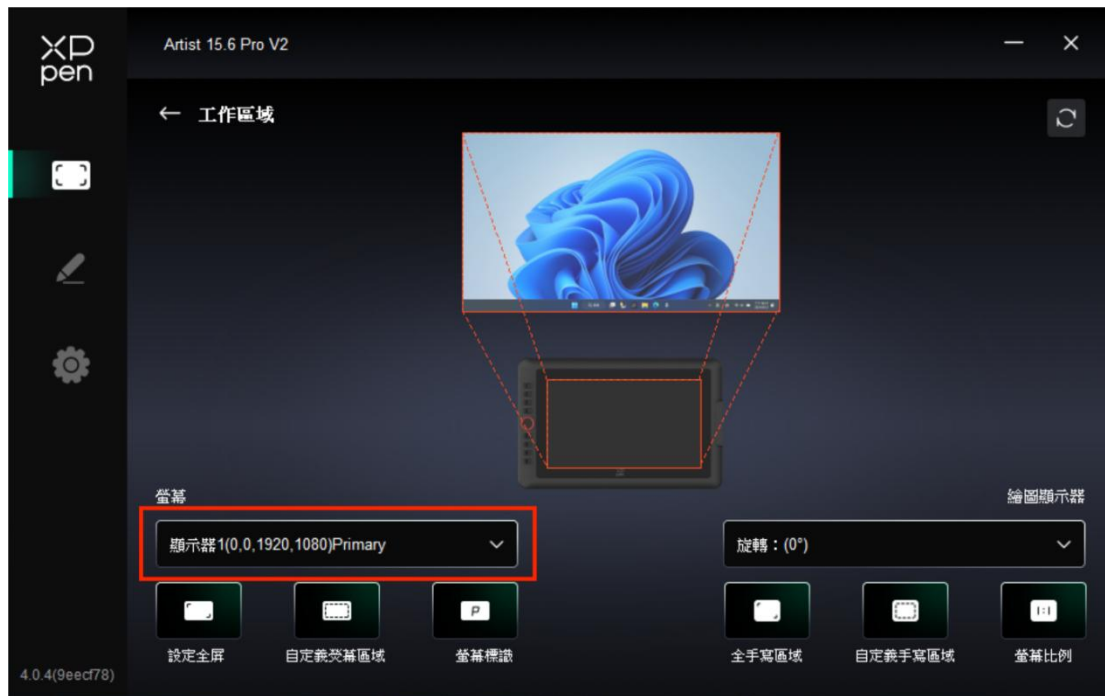 XP
pen
Artist 15.6 Pro V2
工作區域
螢幕
繪圖顯示器
顯示器1(0,0,1920,1080)Primary
旋轉：(0°)
P
1:1
設定全屏
自定義熒幕區域
螢幕標識
全手寫區域
自定義手寫區域
螢幕比例
4.0.4(9eecf78)